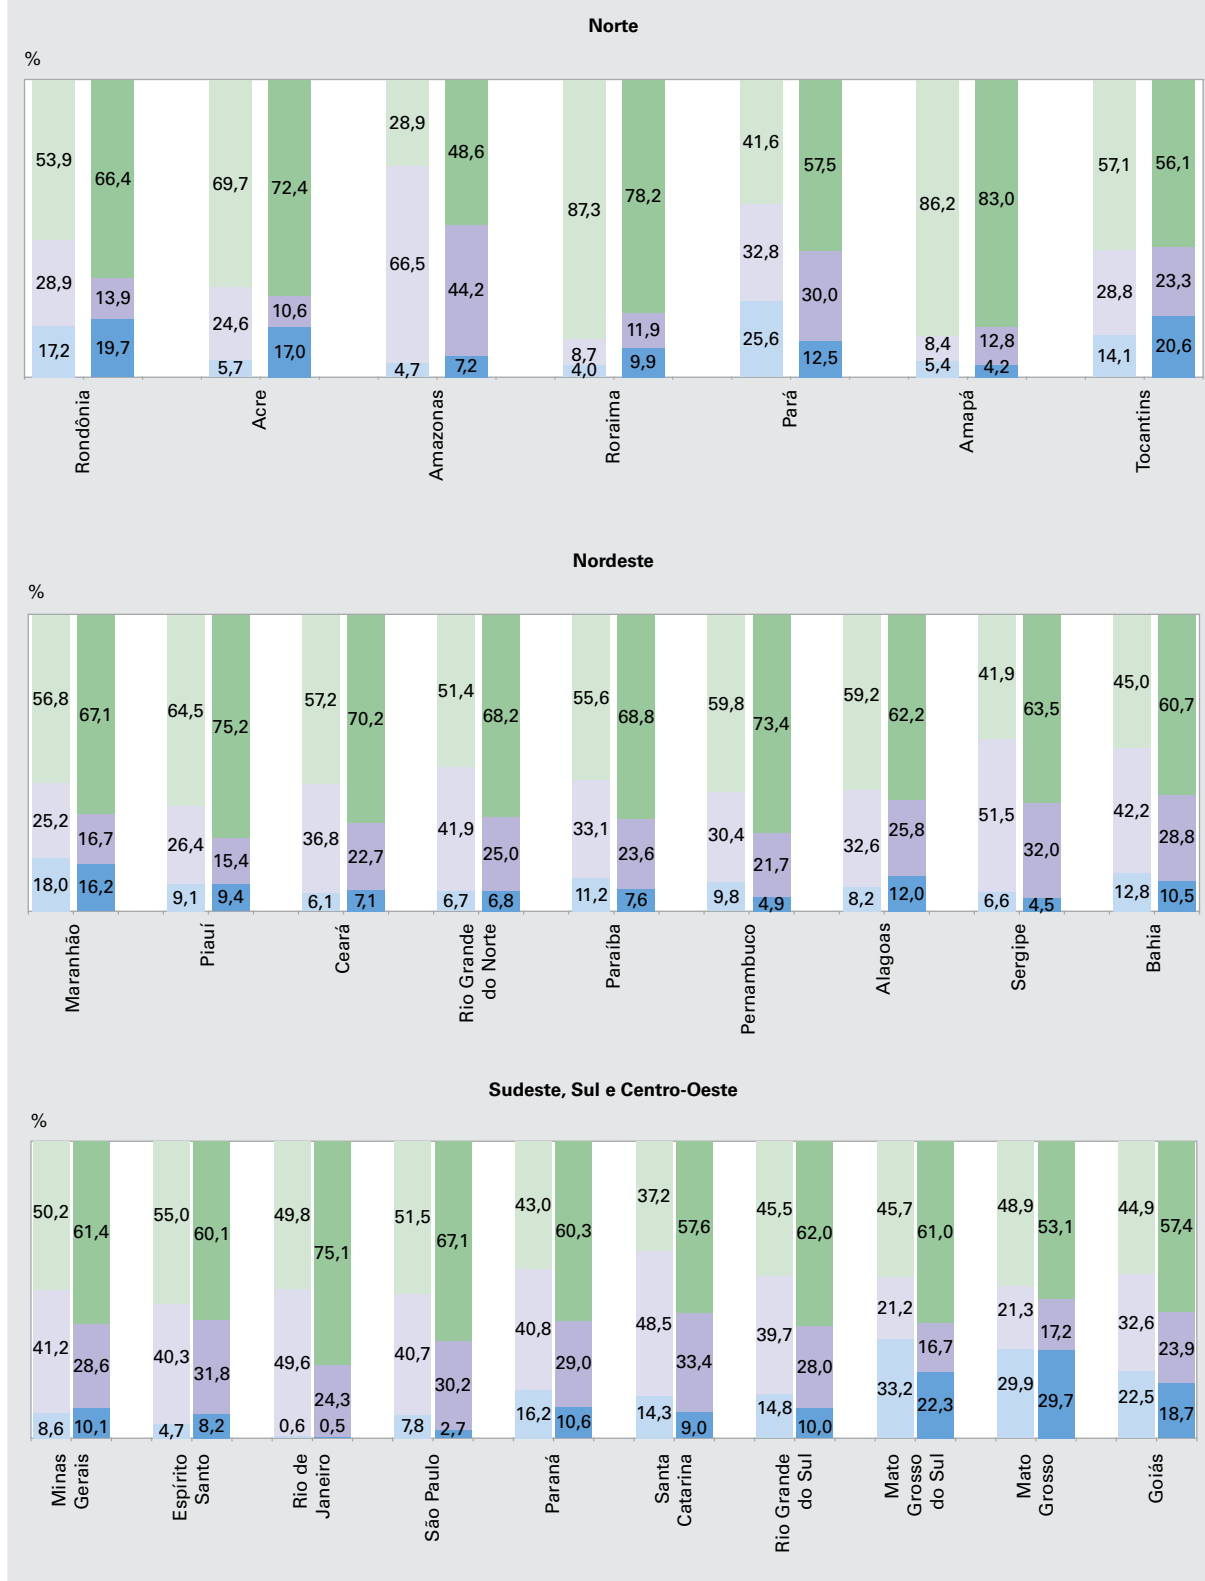 Norte
%
53,9 66,4 69,7 72,4 28,9 48,6 87,3 78,2 41,6 57,5 86,2 83,0 57,1 56,1
28,9 13,9 24,6 10,6 66,5 44,2 8,7 11,9 32,8 30,0 8,4 12,8 28,8 23,3
17,2 19,7 5,7 17,0 4,7 7,2 4,0 9,9 25,6 12,5 5,4 4,2 14,1 20,6
Rondônia
Acre
Amazonas
Roraima
Pará
Amapá
Tocantins
Nordeste
%
56,8 67,1 64,5 75,2 57,2 70,2 51,4 68,2 55,6 68,8 59,8 73,4 59,2 62,2 41,9 63,5 45,0 60,7
25,2 16,7 26,4 15,4 36,8 22,7 41,9 25,0 33,1 23,6 30,4 21,7 32,6 25,8 51,5 32,0 42,2 28,8
18,0 16,2 9,1 9,4 6,1 7,1 6,7 6,8 11,2 7,6 9,8 4,9 8,2 12,0 6,6 4,5 12,8 10,5
Maranhão
Piauí
Ceará
Rio Grande
do Norte
Paraíba
Pernambuco
Alagoas
Sergipe
Bahia
Sudeste, Sul e Centro-Oeste
%
50,2 61,4 55,0 60,1 49,8 75,1 51,5 67,1 43,0 60,3 37,2 57,6 45,5 62,0 45,7 61,0 48,9 53,1 44,9 57,4
41,2 28,6 40,3 31,8 49,6 24,3 40,7 30,2 40,8 29,0 48,5 33,4 39,7 28,0 21,2 16,7 21,3 17,2 32,6 23,9
8,6 10,1 4,7 8,2 0,6 0,5 7,8 2,7 16,2 10,6 14,3 9,0 14,8 10,0 33,2 22,3 29,9 29,7 22,5 18,7
Minas
Gerais
Espírito
Santo
Rio de
Janeiro
São Paulo
Paraná
Santa
Catarina
Rio Grande
do Sul
Mato
Grosso
do Sul
Mato
Grosso
Goiás